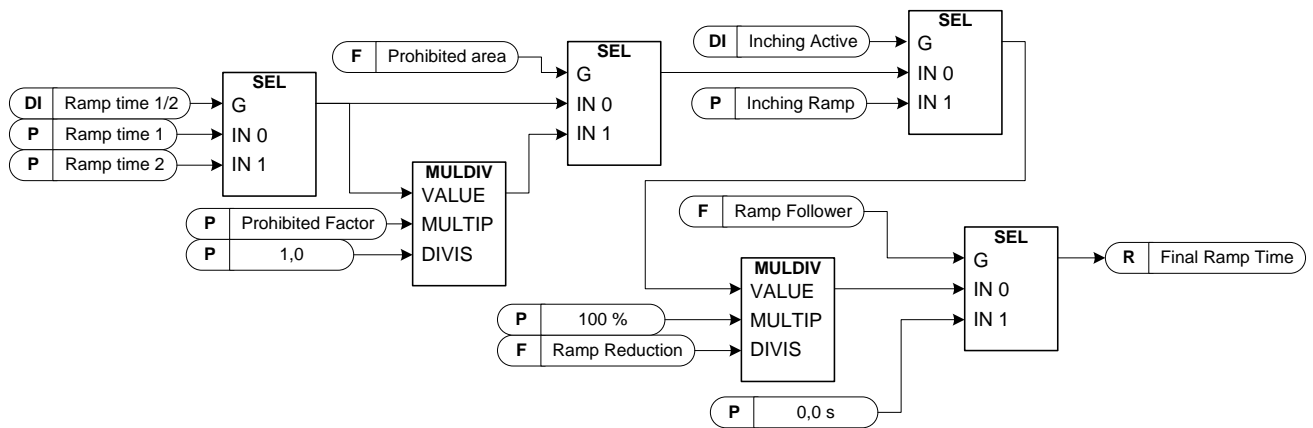 SEL
DI Inching Active
G
IN 0
P Inching Ramp
IN 1
SEL
F Prohibited area
G
IN 0
IN 1
SEL
DI Ramp time 1/2
G
P Ramp time 1
IN 0
P Ramp time 2
IN 1
MULDIV
VALUE
P Prohibited Factor
MULTIP
P 1,0
DIVIS
F Ramp Follower
SEL
G
IN 0
IN 1
R Final Ramp Time
MULDIV
VALUE
P 100 %
MULTIP
F Ramp Reduction
DIVIS
P 0,0 s